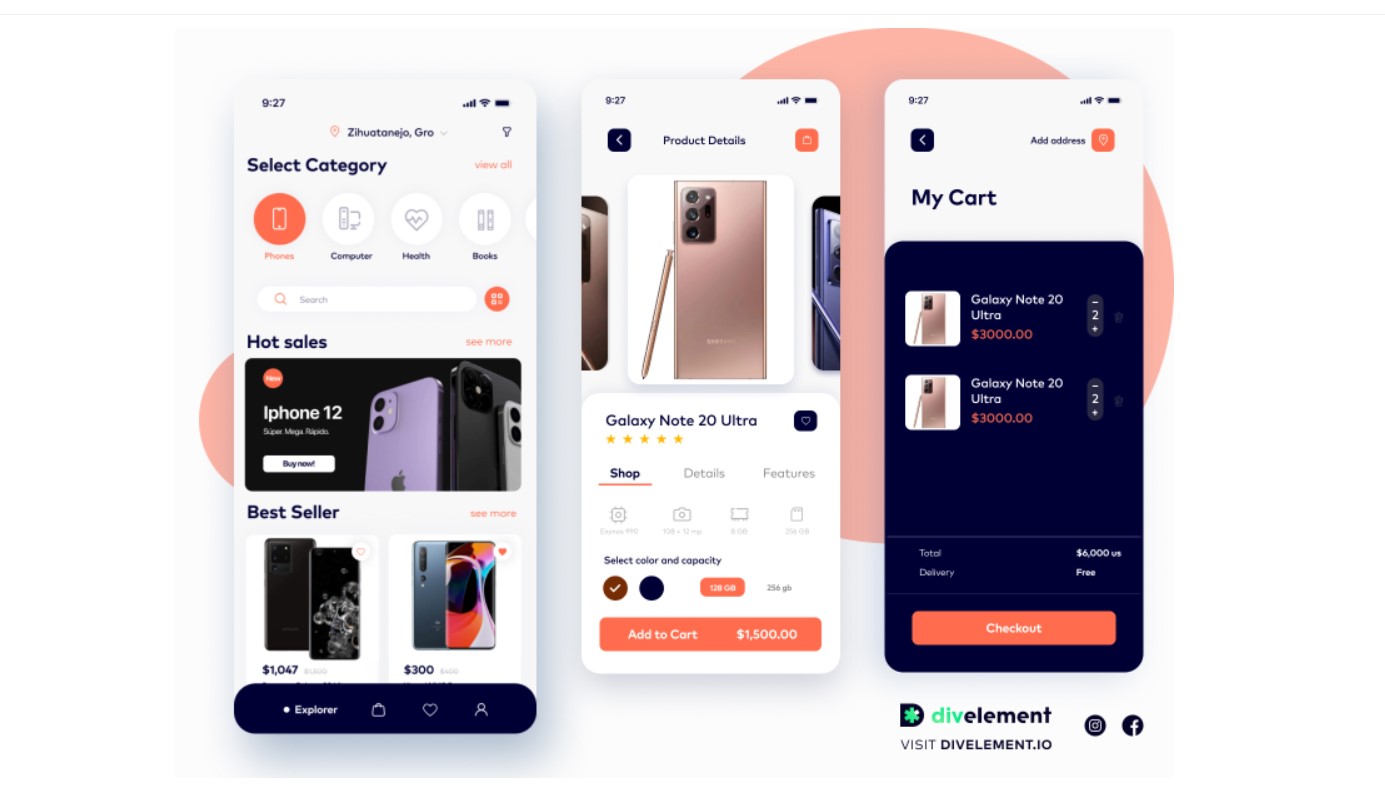 9:27
Zihuatanejo, Gro
Select Category
view all
Phones
Computer
Health
Books
Search
Hot sales
see more
New
Iphone 12
Súper. Mega. Rápido.
Buy now!
Best Seller
see more
$1,047 $1,500
$300 $400
Explorer
9:27
Product Details
SAMSUNG
Galaxy Note 20 Ultra
Shop
Details
Features
Exynos 990
108 + 12 mp
8 GB
256 GB
Select color and capacity
128 GB
256 gb
Add to Cart
$1,500.00
9:27
Add address
My Cart
Galaxy Note 20
Ultra
$3000.00
–
2
+
Galaxy Note 20
Ultra
$3000.00
–
2
+
Total
$6,000 us
Delivery
Free
Checkout
divelement
VISIT DIVELEMENT.IO